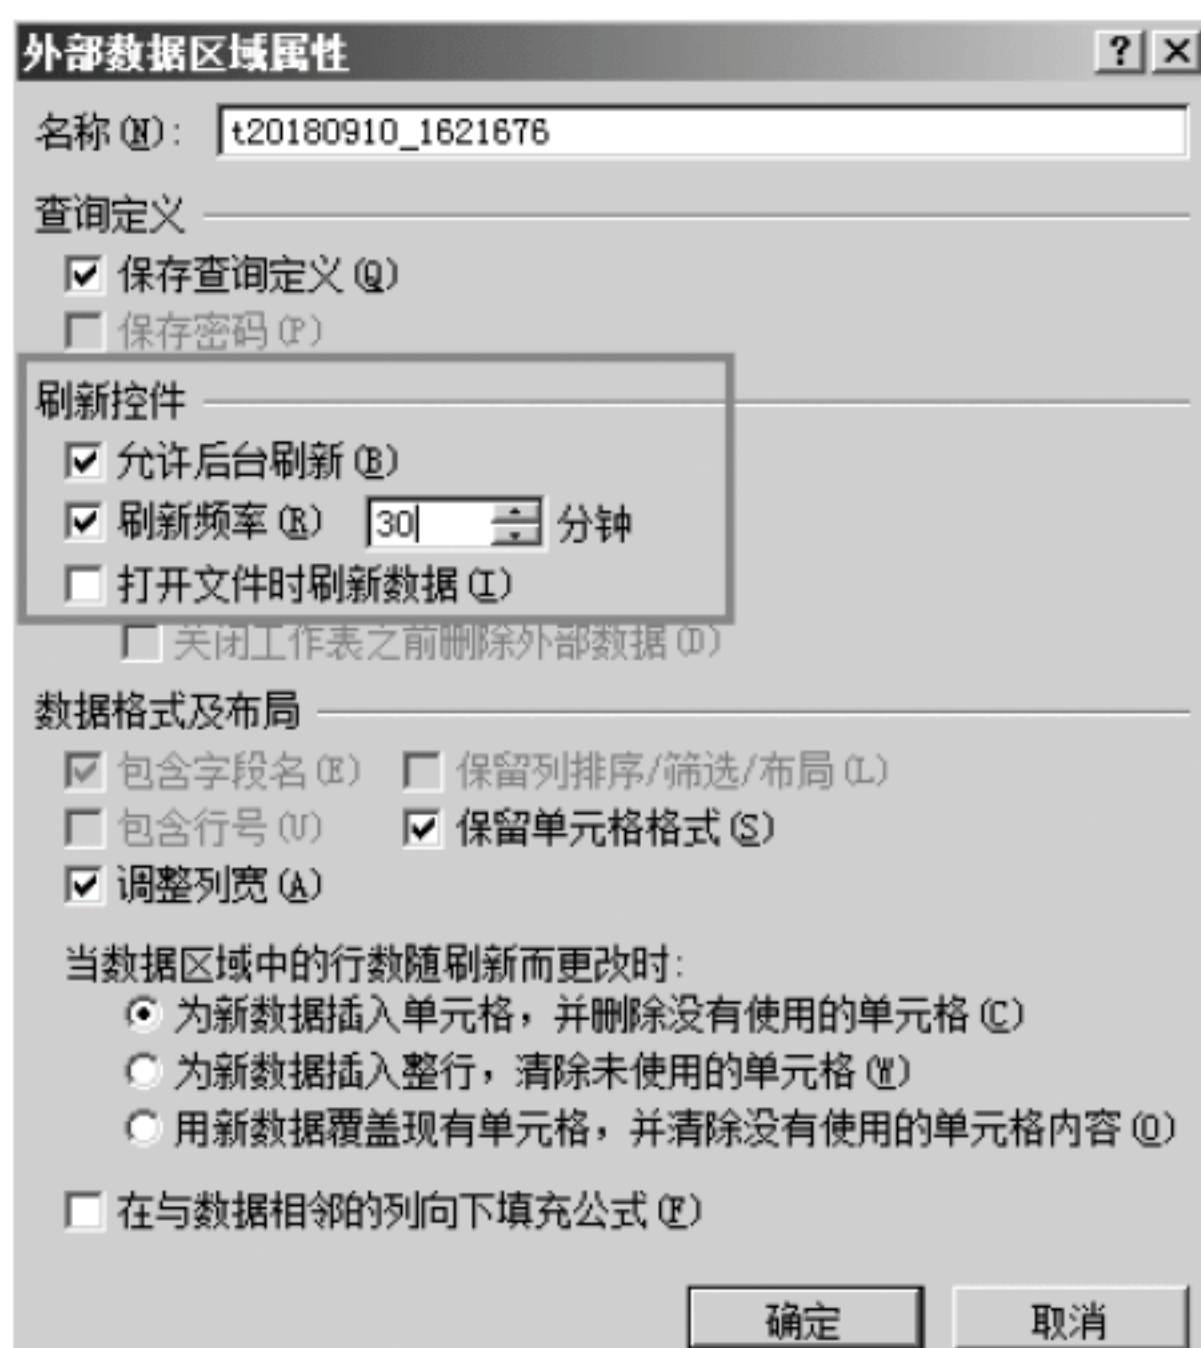 外部数据区域属性
名称(N): t20180910_1621676
查询定义
保存查询定义(Q)
保存密码(P)
刷新控件
允许后台刷新(B)
刷新频率(R) 30 分钟
打开文件时刷新数据(I)
关闭工作表之前删除外部数据(D)
数据格式及布局
包含字段名(E) 保留列排序/筛选/布局(L)
包含行号(U) 保留单元格格式(S)
调整列宽(A)
当数据区域中的行数随刷新而更改时:
为新数据插入单元格，并删除没有使用的单元格(C)
为新数据插入整行，清除未使用的单元格(W)
用新数据覆盖现有单元格，并清除没有使用的单元格内容(O)
在与数据相邻的列向下填充公式(F)
确定 取消